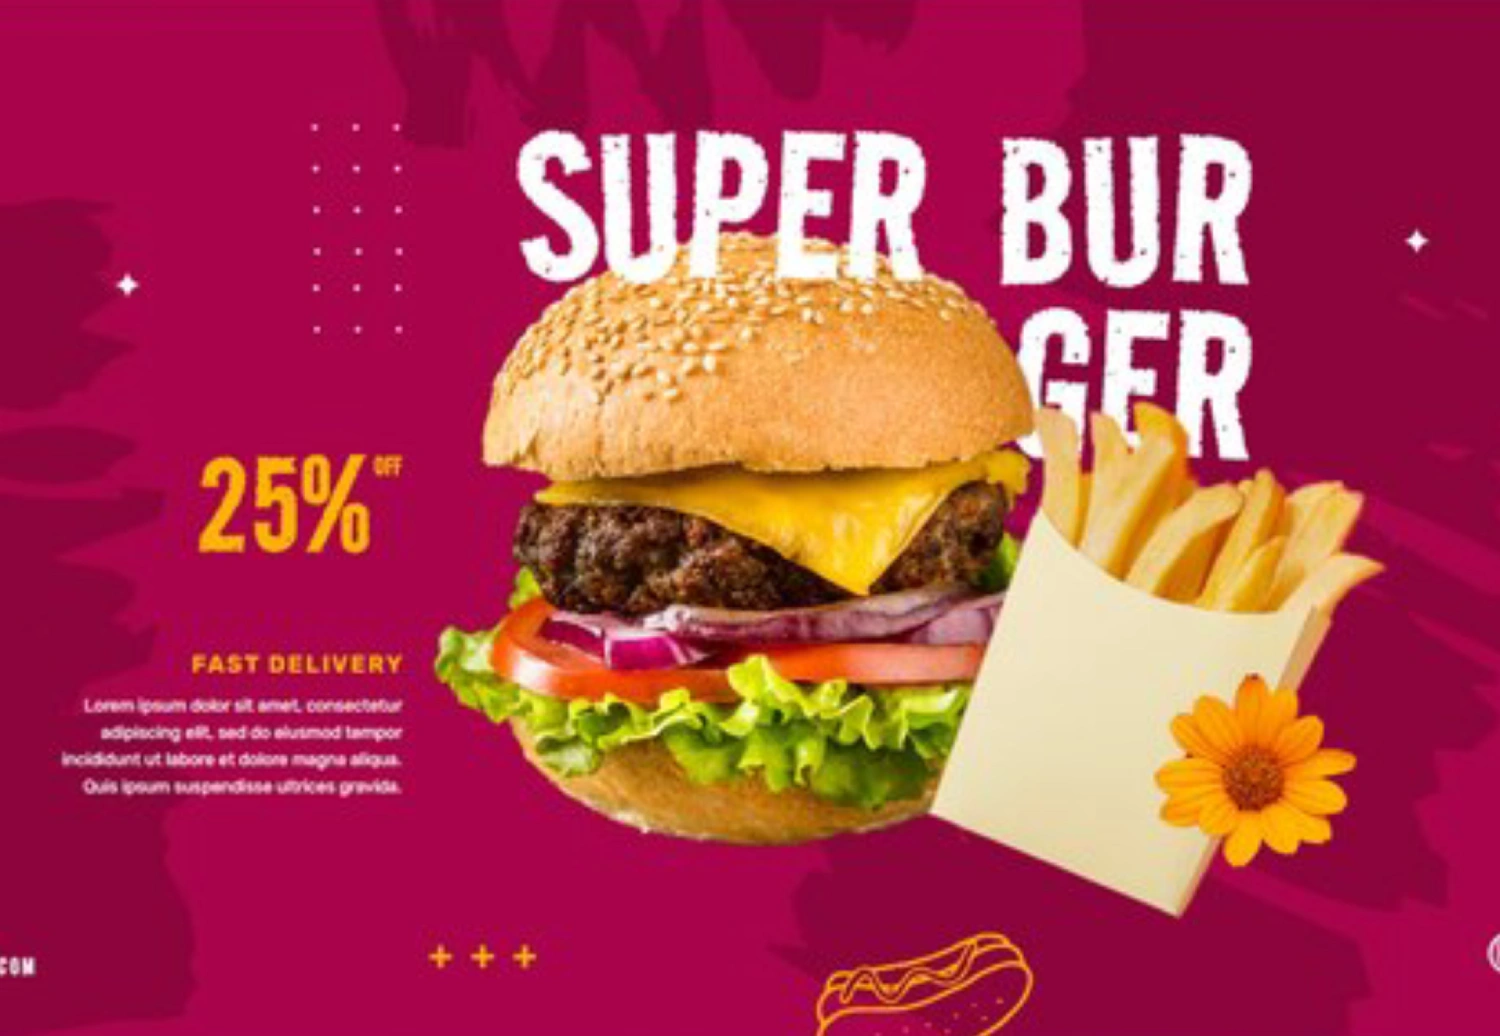 SUPER BUR
GER
25% OFF
FAST DELIVERY
Lorem ipsum dolor sit amet, consectetur
adipiscing elit, sed do eiusmod tempor
incididunt ut labore et dolore magna aliqua.
Quis ipsum suspendisse ultrices gravida.
.COM